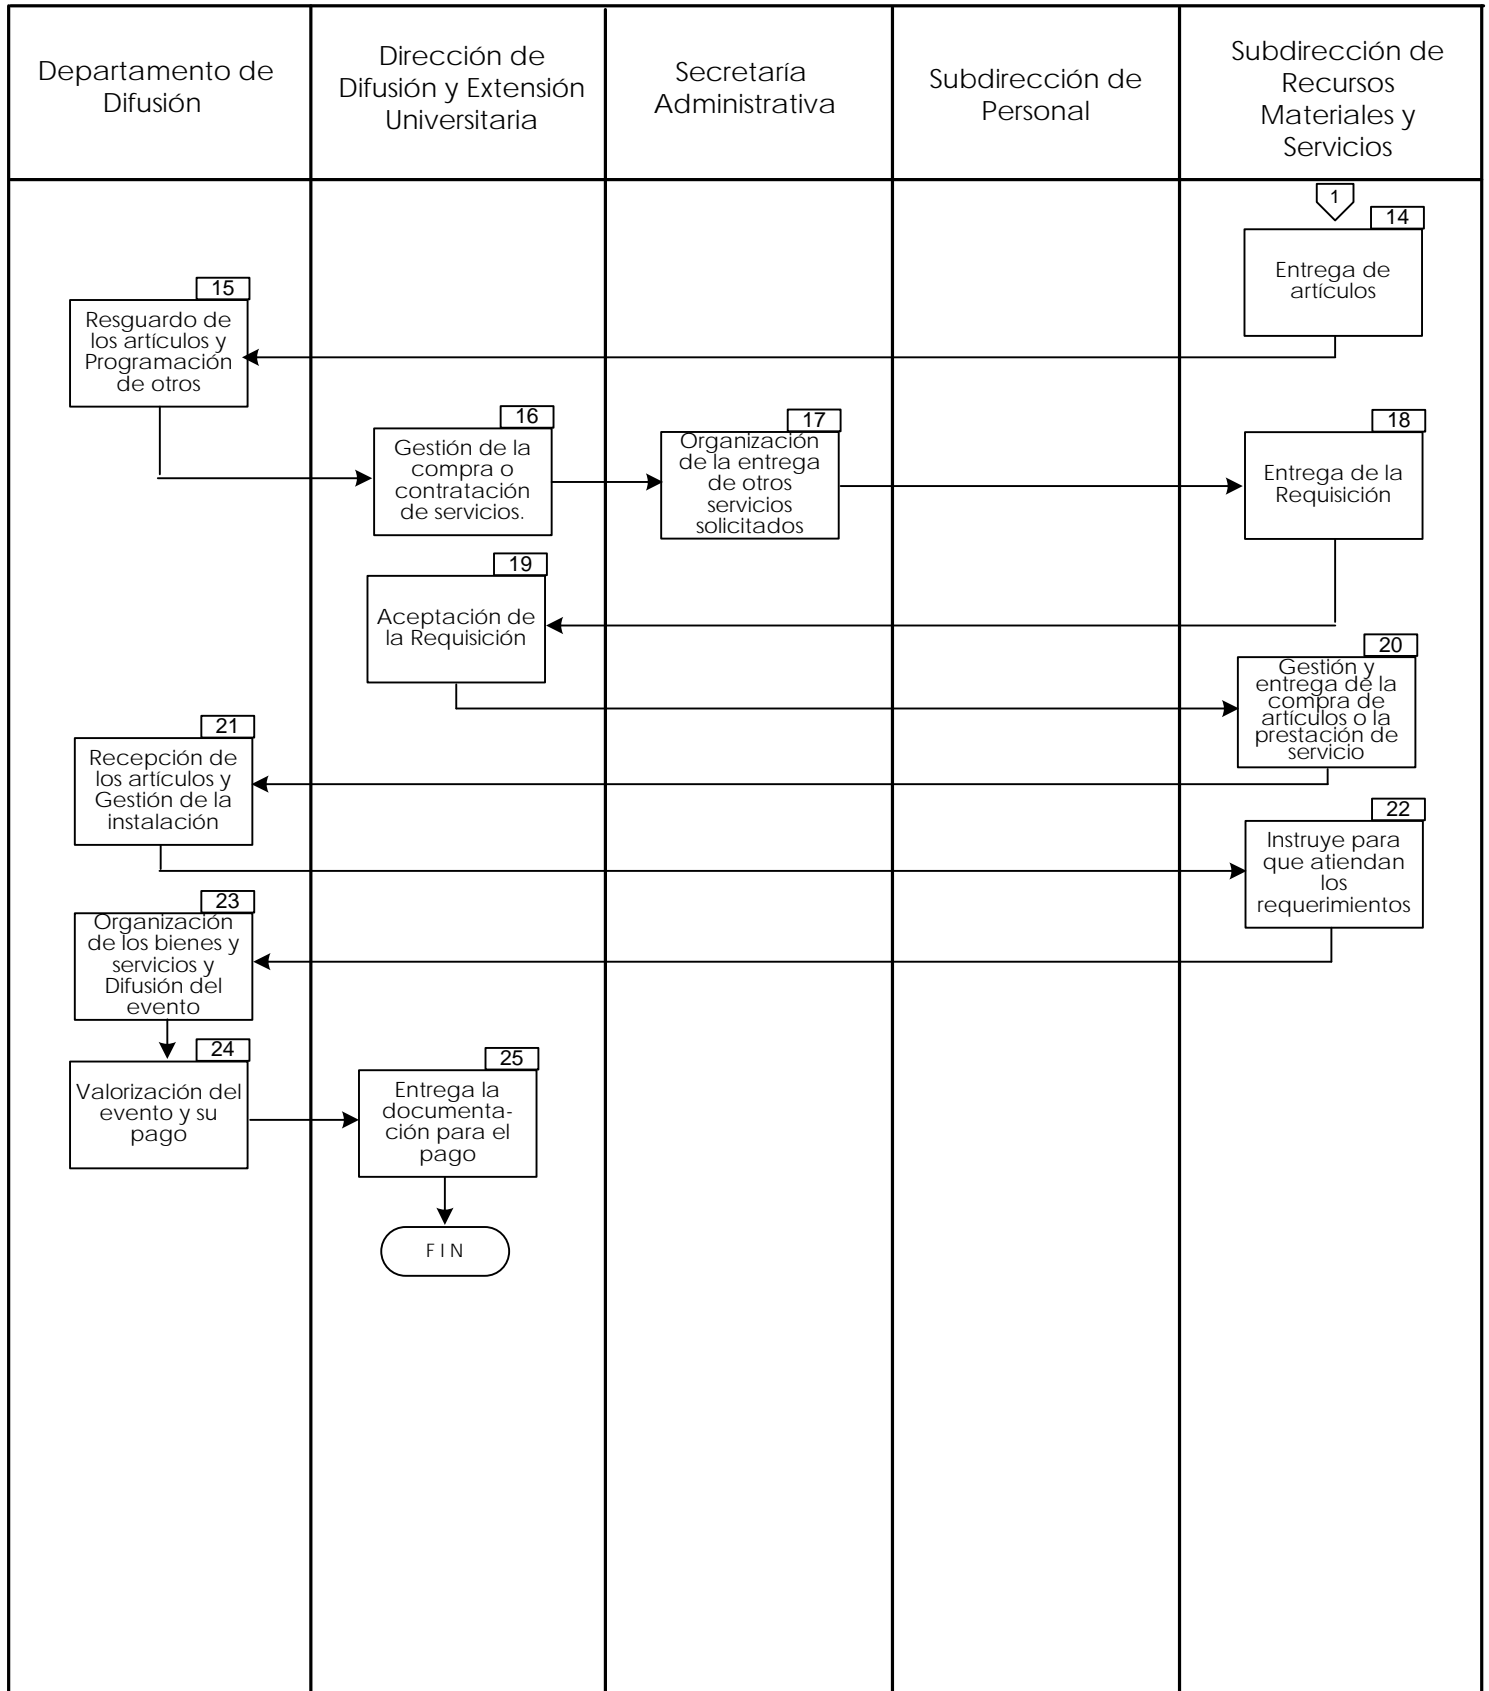 Departamento de
Difusión
Dirección de
Difusión y Extensión
Universitaria
Secretaría
Administrativa
Subdirección de
Personal
Subdirección de
Recursos
Materiales y
Servicios
1
14
Entrega de
artículos
15
Resguardo de
los artículos y
Programación
de otros
16
Gestión de la
compra o
contratación
de servicios.
17
Organización
de la entrega
de otros
servicios
solicitados
18
Entrega de la
Requisición
19
Aceptación de
la Requisición
20
Gestión y
entrega de la
compra de
artículos o la
prestación de
servicio
21
Recepción de
los artículos y
Gestión de la
instalación
22
Instruye para
que atiendan
los
requerimientos
23
Organización
de los bienes y
servicios y
Difusión del
evento
24
Valorización del
evento y su
pago
25
Entrega la
documenta-
ción para el
pago
FIN